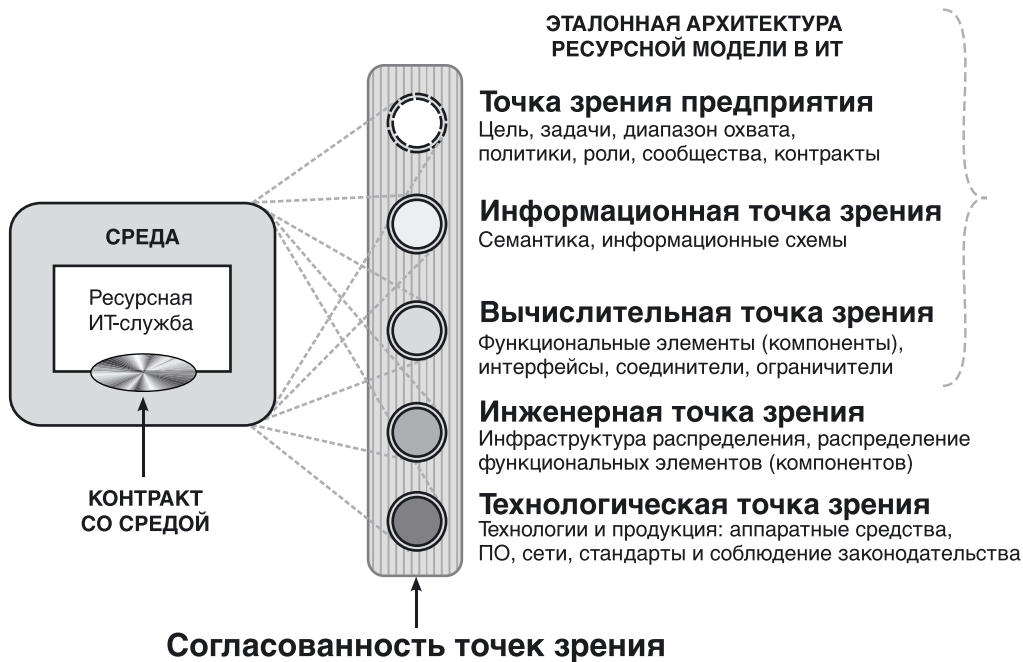 ЭТАЛОННАЯ АРХИТЕКТУРА
РЕСУРСНОЙ МОДЕЛИ В ИТ
Точка зрения предприятия
Цель, задачи, диапазон охвата,
политики, роли, сообщества, контракты
Информационная точка зрения
Семантика, информационные схемы
СРЕДА
Ресурсная
ИТ-служба
Вычислительная точка зрения
Функциональные элементы (компоненты),
интерфейсы, соединители, ограничители
Инженерная точка зрения
Инфраструктура распределения, распределение
функциональных элементов (компонентов)
КОНТРАКТ
СО СРЕДОЙ
Технологическая точка зрения
Технологии и продукция: аппаратные средства,
ПО, сети, стандарты и соблюдение законодательства
Согласованность точек зрения